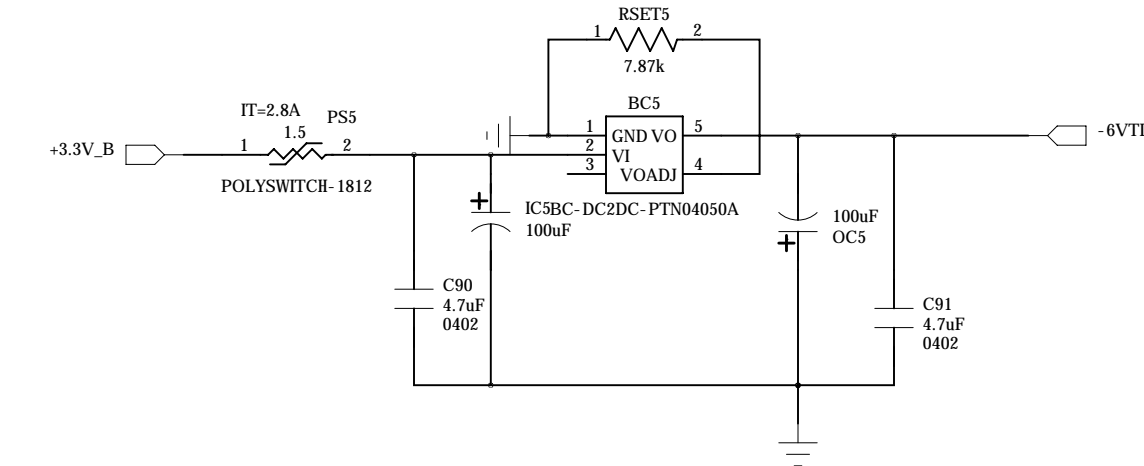 RSET5
1 2
7.87k
IT=2.8A
PS5
1.5
1 2
+3.3V_B
POLYSWITCH-1812
BC5
1 GND VO 5
2 VI
3 VOADJ 4
-6VTI
IC5BC-DC2DC-PTN04050A
100uF
100uF
OC5
C90
4.7uF
0402
C91
4.7uF
0402